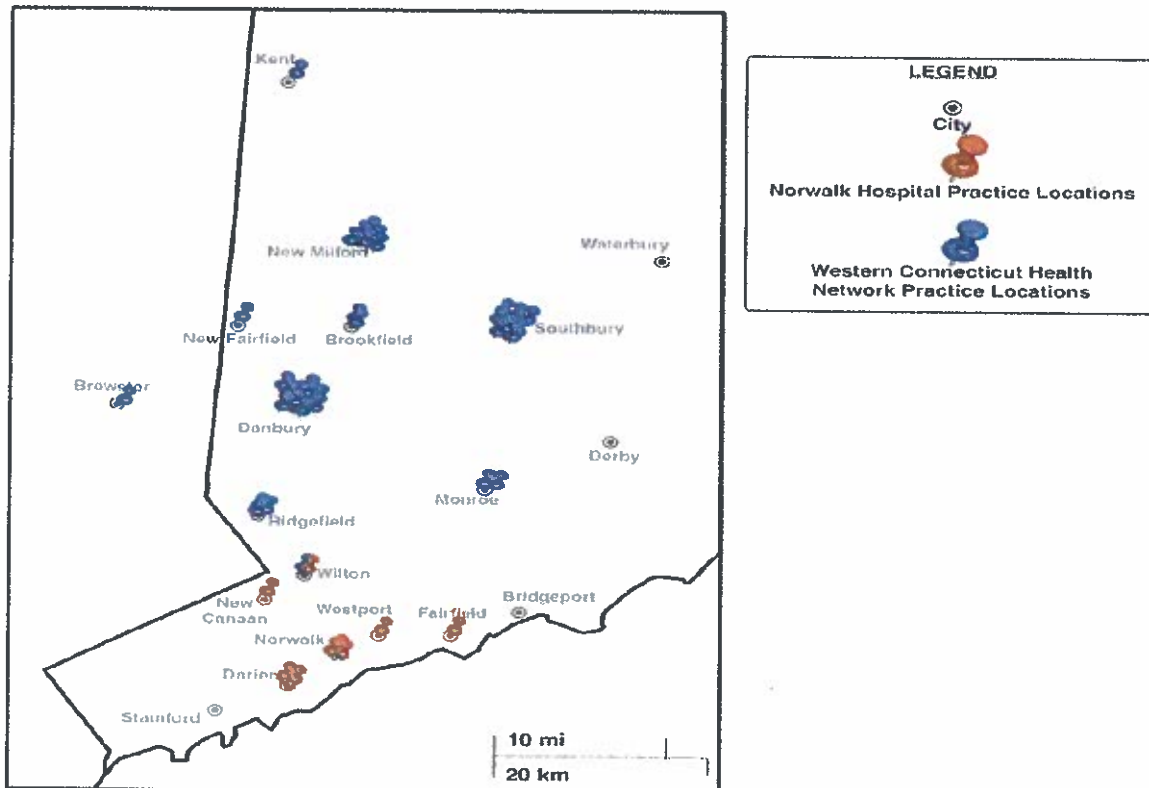 Kent
New Milford
Waterbury
New Fairfield
Brookfield
Southbury
Brewster
Danbury
Derby
Monroe
Ridgefield
Wilton
New
Canaan
Westport
Fairfield
Bridgeport
Norwalk
Darien
Stamford
10 mi
20 km
LEGEND
City
Norwalk Hospital Practice Locations
Western Connecticut Health
Network Practice Locations